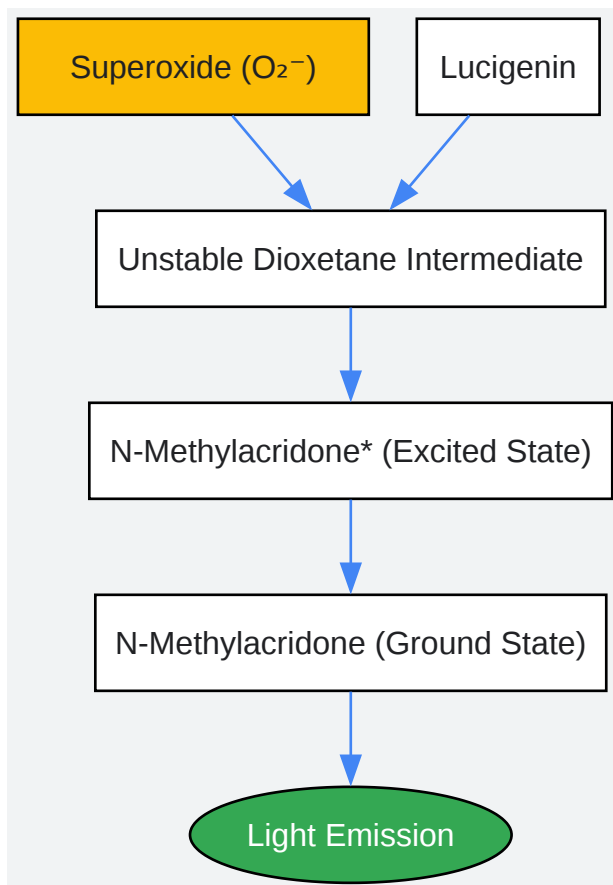 Superoxide (O₂⁻)
Lucigenin
Unstable Dioxetane Intermediate
N-Methylacridone* (Excited State)
N-Methylacridone (Ground State)
Light Emission